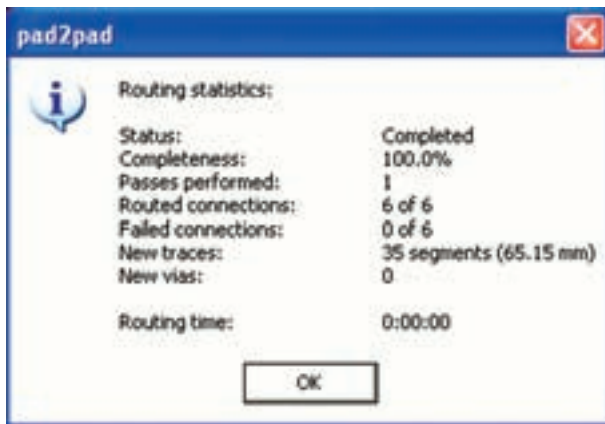 pad2pad
Routing statistics:
Status: Completed
Completeness: 100.0%
Passes performed: 1
Routed connections: 6 of 6
Failed connections: 0 of 6
New traces: 35 segments (65.15 mm)
New vias: 0
Routing time: 0:00:00
OK